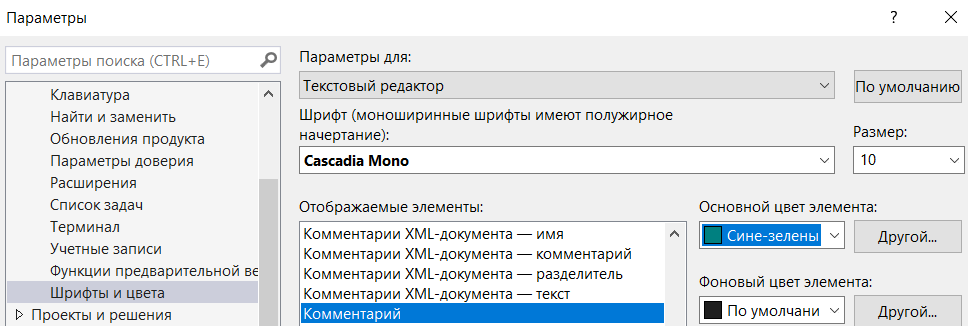 Параметры
?
Параметры поиска (CTRL+E)
Клавиатура
Найти и заменить
Обновления продукта
Параметры доверия
Расширения
Список задач
Терминал
Учетные записи
Функции предварительной ве
Шрифты и цвета
Проекты и решения
Параметры для:
Текстовый редактор
По умолчанию
Шрифт (моноширинные шрифты имеют полужирное
начертание):
Размер:
Cascadia Mono
10
Отображаемые элементы:
Комментарии XML-документа — имя
Комментарии XML-документа — комментарий
Комментарии XML-документа — разделитель
Комментарии XML-документа — текст
Комментарий
Основной цвет элемента:
Сине-зелены
Другой...
Фоновый цвет элемента:
По умолчани
Другой...